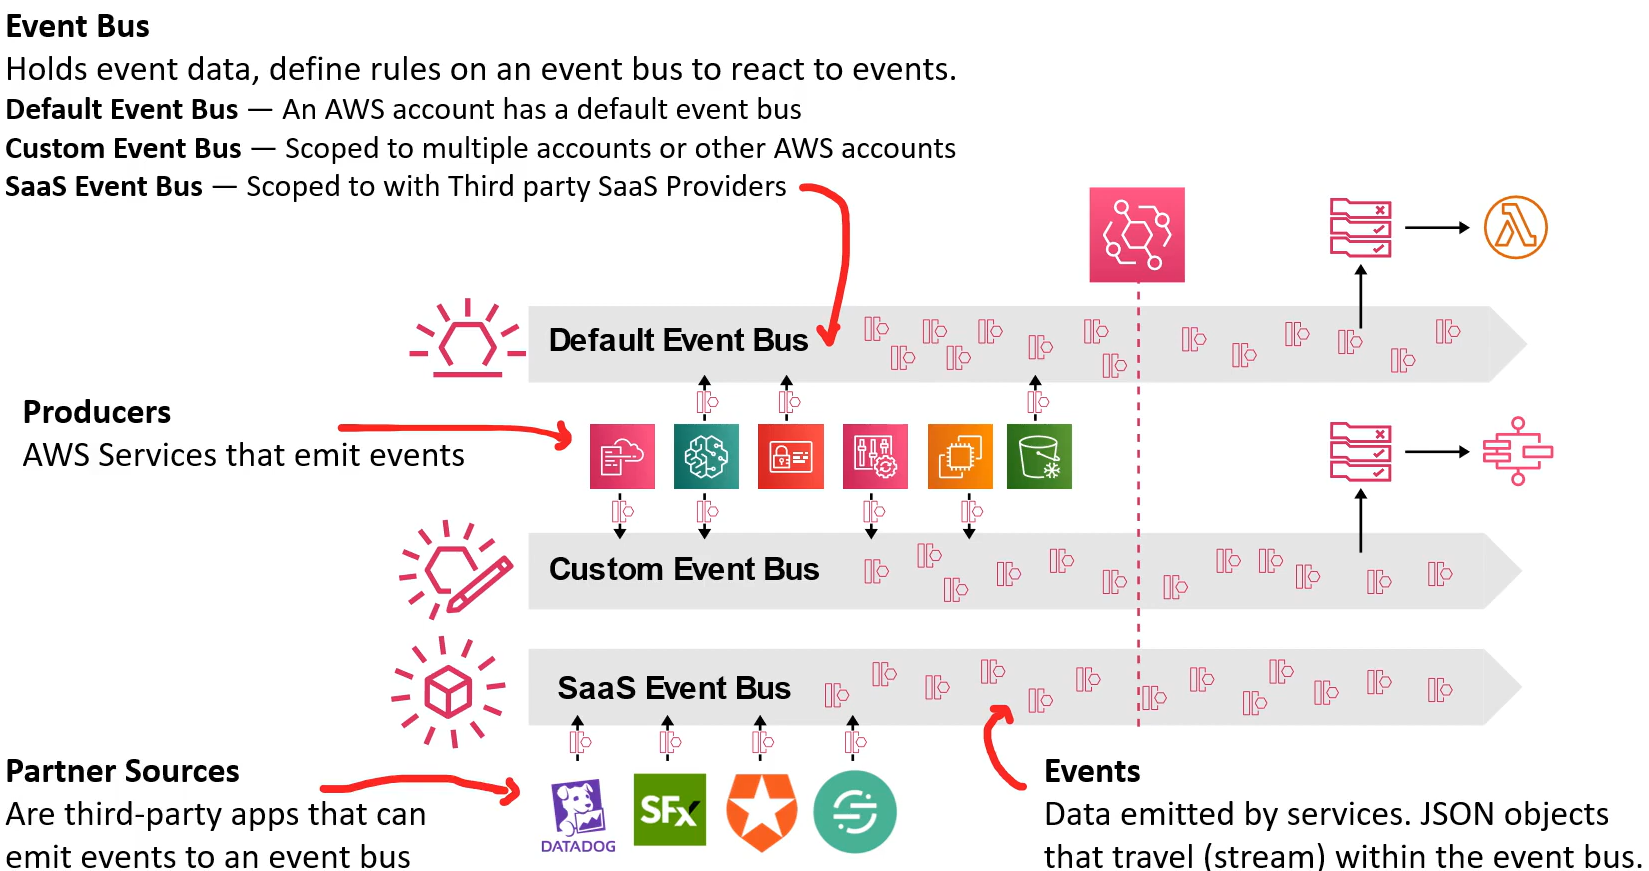 Event Bus
Holds event data, define rules on an event bus to react to events.
Default Event Bus — An AWS account has a default event bus
Custom Event Bus — Scoped to multiple accounts or other AWS accounts
SaaS Event Bus — Scoped to with Third party SaaS Providers
Default Event Bus
Producers
AWS Services that emit events
Custom Event Bus
SaaS Event Bus
Partner Sources
Are third-party apps that can
emit events to an event bus
DATADOG
SFx
Events
Data emitted by services. JSON objects
that travel (stream) within the event bus.